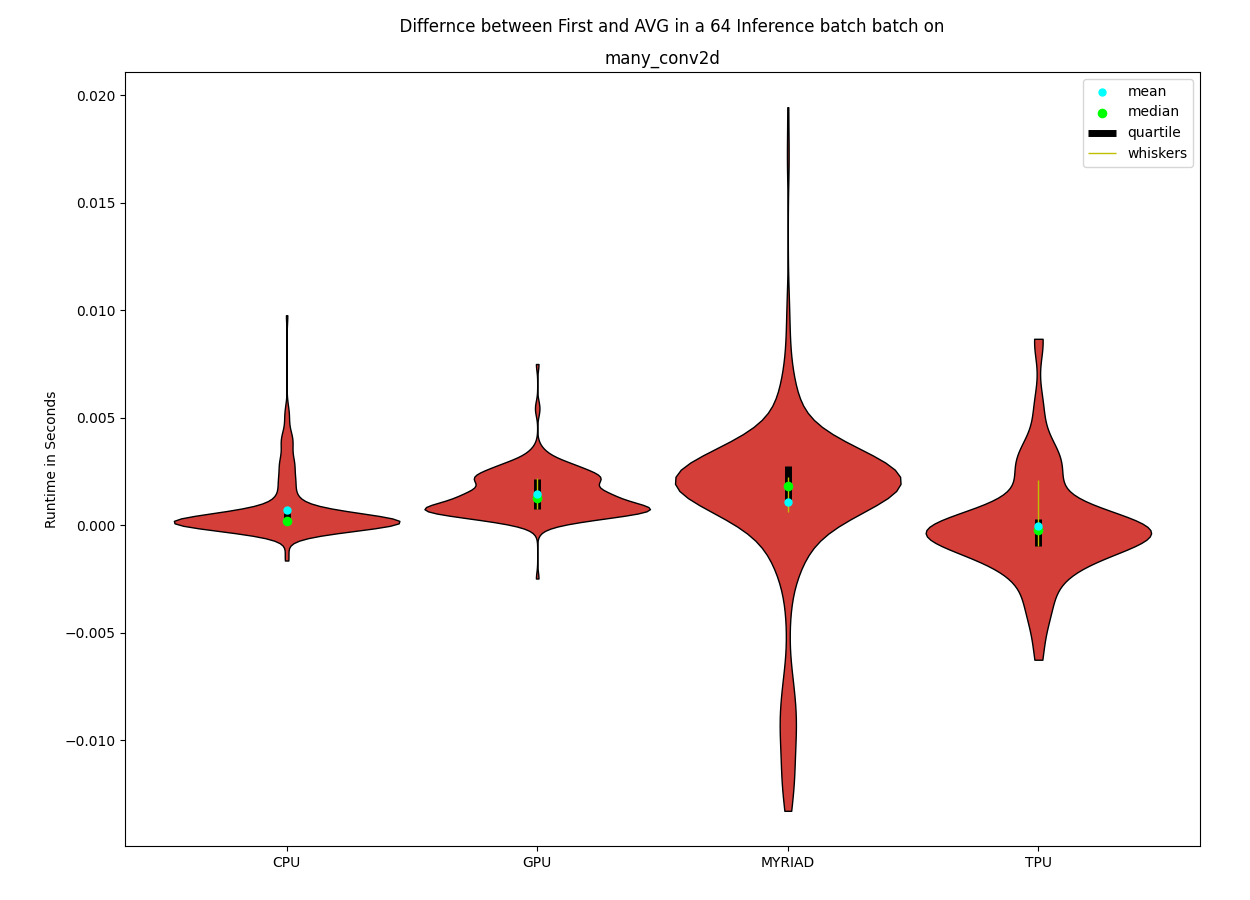 Differnce between First and AVG in a 64 Inference batch batch on
many_conv2d
mean
median
quartile
whiskers
Runtime in Seconds
0.020
0.015
0.010
0.005
0.000
−0.005
−0.010
CPU
GPU
MYRIAD
TPU